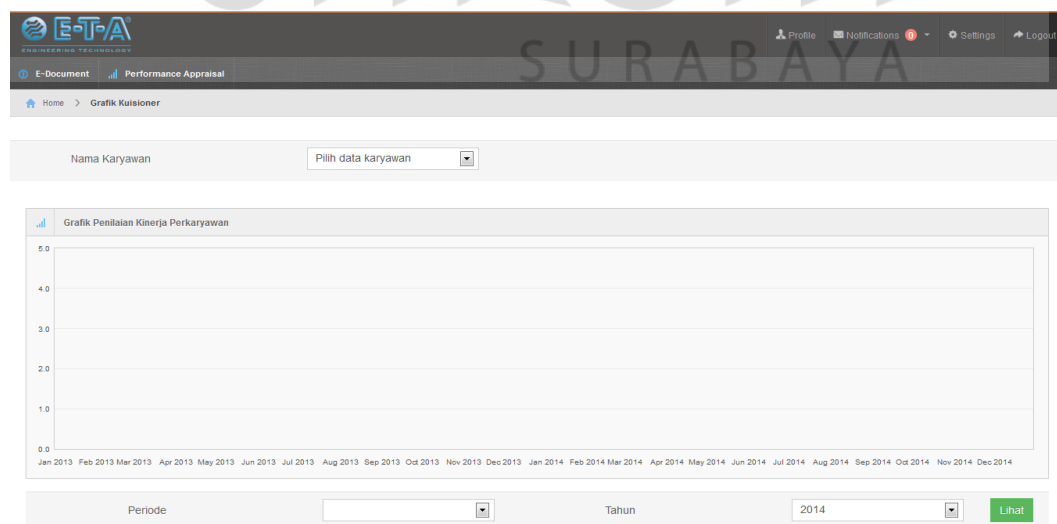 SURABAYA
E-T-A
ENGINEERING TECHNOLOGY
Profile Notifications 0 Settings Logout
E-Document Performance Appraisal
Home > Grafik Kuisioner
Nama Karyawan Pilih data karyawan
Grafik Penilaian Kinerja Perkaryawan
5.0
4.0
3.0
2.0
1.0
0.0
Jan 2013 Feb 2013 Mar 2013 Apr 2013 May 2013 Jun 2013 Jul 2013 Aug 2013 Sep 2013 Oct 2013 Nov 2013 Dec 2013 Jan 2014 Feb 2014 Mar 2014 Apr 2014 May 2014 Jun 2014 Jul 2014 Aug 2014 Sep 2014 Oct 2014 Nov 2014 Dec 2014
Periode Tahun 2014 Lihat